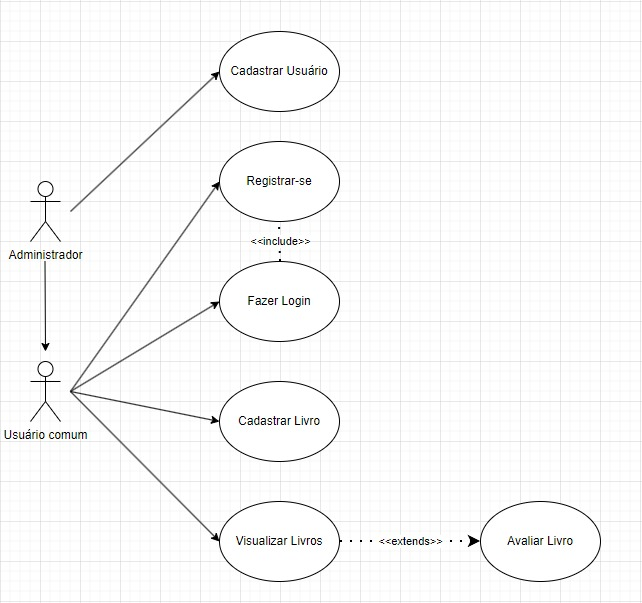 Cadastrar Usuário
Registrar-se
Administrador
<<include>>
Fazer Login
Cadastrar Livro
Usuário comum
Visualizar Livros
<<extends>>
Avaliar Livro